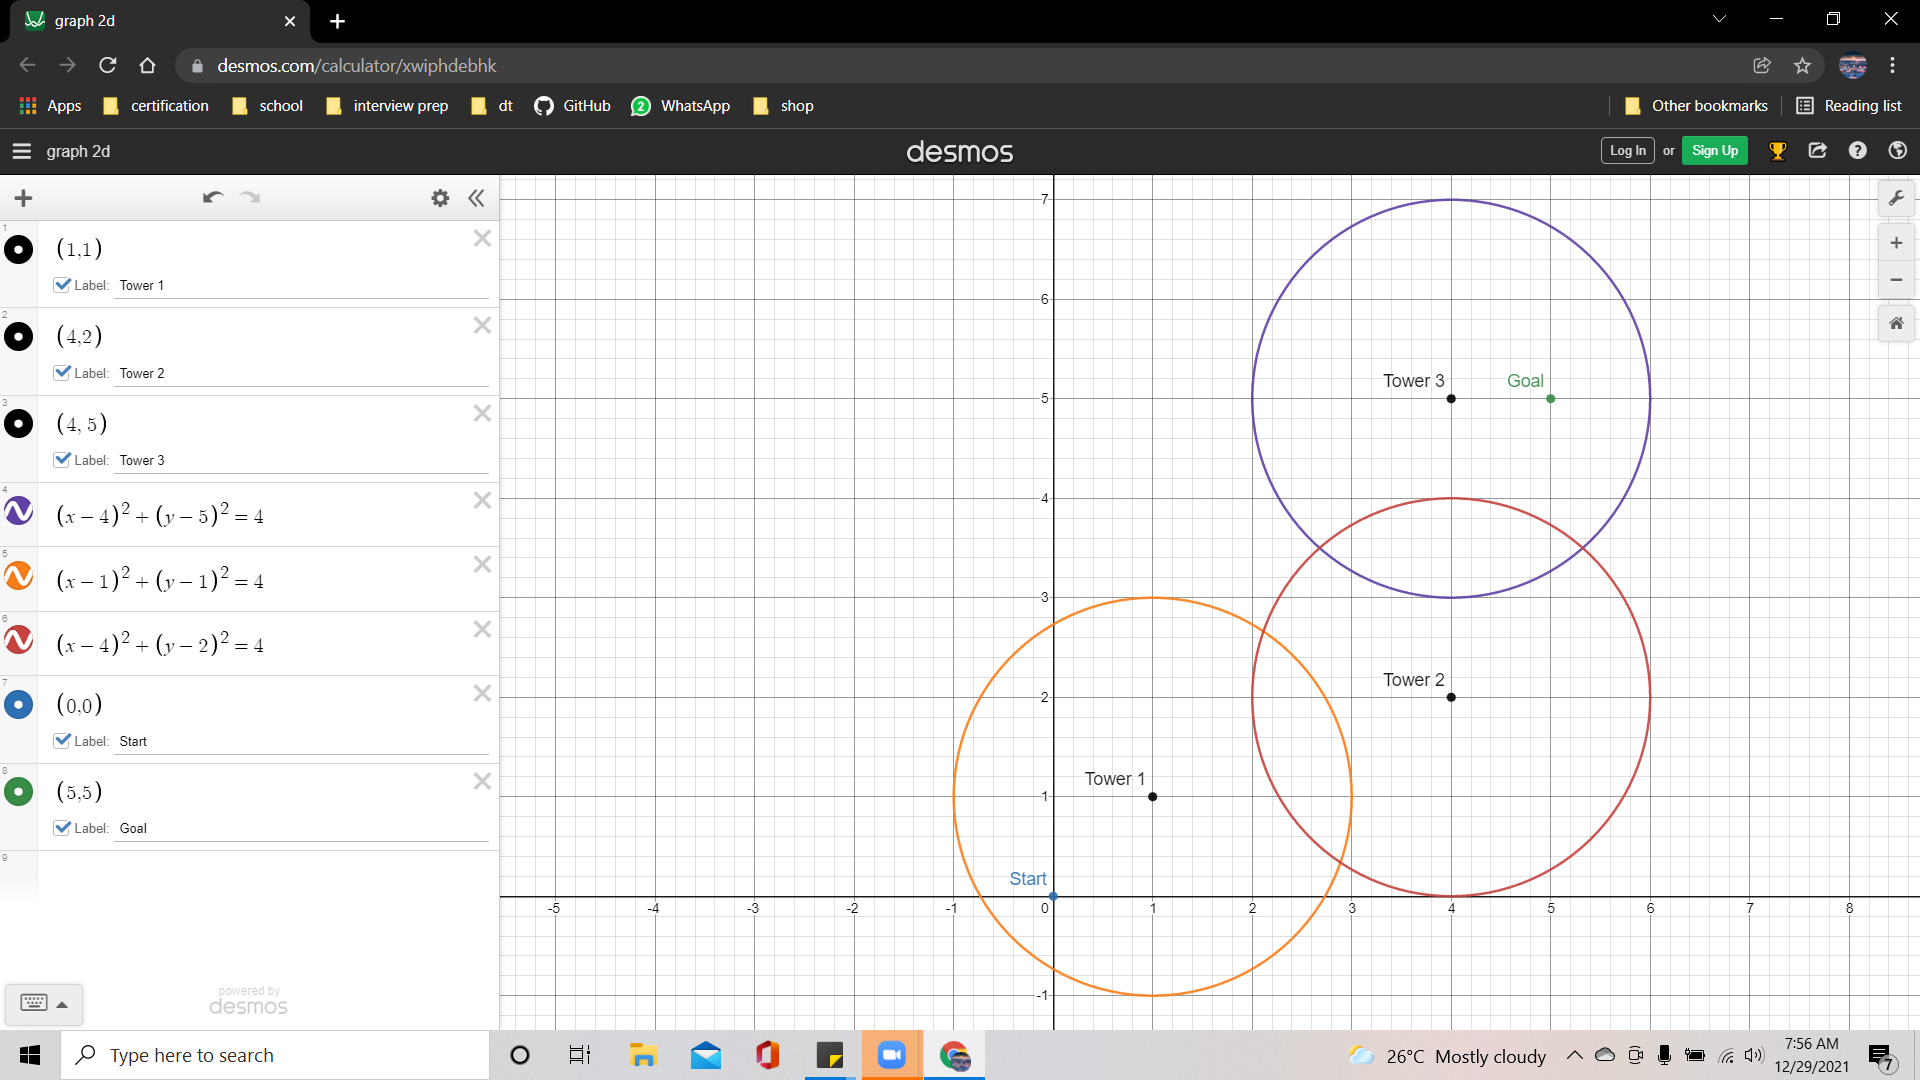 graph 2d
desmos.com/calculator/xwiphdebhk
Apps certification school interview prep dt GitHub 2 WhatsApp shop Other bookmarks Reading list
graph 2d desmos Log In or Sign Up
1
(1,1)
Label: Tower 1
2
(4,2)
Label: Tower 2
3
(4, 5)
Label: Tower 3
4
(x − 4)² + (y − 5)² = 4
5
(x − 1)² + (y − 1)² = 4
6
(x − 4)² + (y − 2)² = 4
7
(0,0)
Label: Start
8
(5,5)
Label: Goal
9
powered by
desmos
7
6
Tower 3 Goal
5
4
3
Tower 2
2
Tower 1
1
Start
-5 -4 -3 -2 -1 0 1 2 3 4 5 6 7 8
-1
Type here to search
26°C Mostly cloudy
7:56 AM
12/29/2021
7